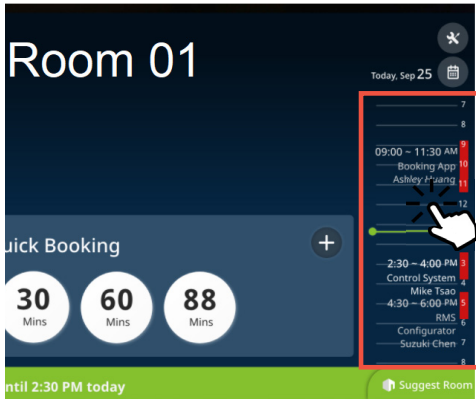 Room 01
Today, Sep 25
7
8
9
09:00 ~ 11:30 AM
Booking App
10
Ashley Huang
11
12
2:30 ~ 4:00 PM
3
Control System
4
Mike Tsao
4:30 ~ 6:00 PM
5
RMS
6
Configurator
Suzuki Chen
7
8
uick Booking
+
30
Mins
60
Mins
88
Mins
ntil 2:30 PM today
Suggest Room